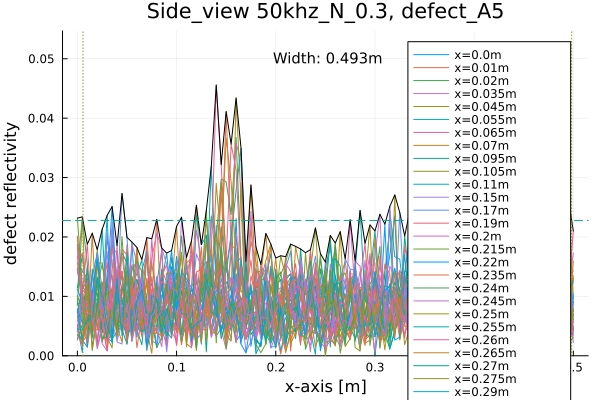 Side_view 50khz_N_0.3, defect_A5
Width: 0.493m
defect reflectivity
0.05
0.04
0.03
0.02
0.01
0.00
0.0
0.1
0.2
0.3
.5
x-axis [m]
x=0.0m
x=0.01m
x=0.02m
x=0.035m
x=0.045m
x=0.055m
x=0.065m
x=0.07m
x=0.095m
x=0.105m
x=0.11m
x=0.15m
x=0.17m
x=0.19m
x=0.2m
x=0.215m
x=0.22m
x=0.235m
x=0.24m
x=0.245m
x=0.25m
x=0.255m
x=0.26m
x=0.265m
x=0.27m
x=0.275m
x=0.29m